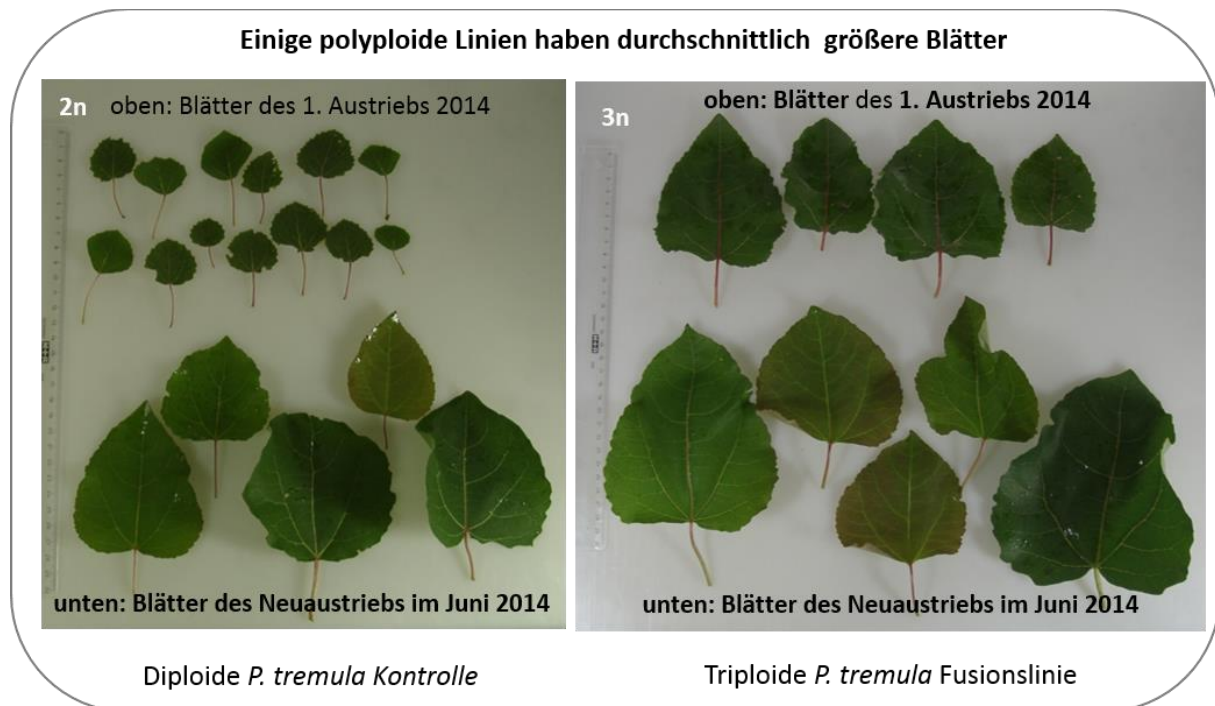 Einige polyploide Linien haben durchschnittlich größere Blätter
2n oben: Blätter des 1. Austriebs 2014
unten: Blätter des Neuaustriebs im Juni 2014
Diploide P. tremula Kontrolle
oben: Blätter des 1. Austriebs 2014
3n
unten: Blätter des Neuaustriebs im Juni 2014
Triploide P. tremula Fusionslinie